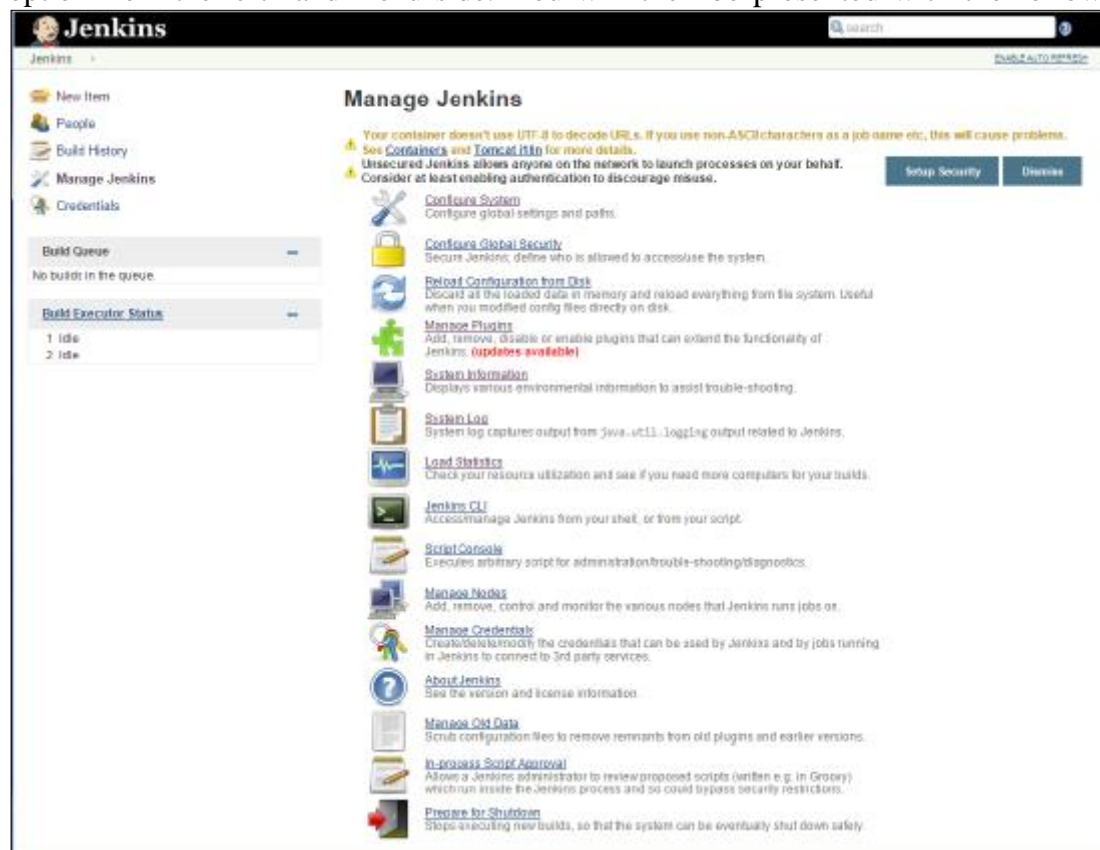 Jenkins
search
Jenkins
ENABLE AUTO REFRESH
New Item
People
Build History
Manage Jenkins
Credentials
Build Queue
No builds in the queue.
Build Executor Status
1 Idle
2 Idle
Manage Jenkins
Your container doesn't use UTF-8 to decode URLs. If you use non-ASCII characters as a job name etc, this will cause problems.
See Containers and Tomcat i18n for more details.
Unsecured Jenkins allows anyone on the network to launch processes on your behalf.
Consider at least enabling authentication to discourage misuse.
Setup Security
Dismiss
Configure System
Configure global settings and paths.
Configure Global Security
Secure Jenkins; define who is allowed to access/use the system.
Reload Configuration from Disk
Discard all the loaded data in memory and reload everything from file system. Useful
when you modified config files directly on disk.
Manage Plugins
Add, remove, disable or enable plugins that can extend the functionality of
Jenkins. (updates available)
System Information
Displays various environmental information to assist trouble-shooting.
System Log
System log captures output from java.util.logging output related to Jenkins.
Load Statistics
Check your resource utilization and see if you need more computers for your builds.
Jenkins CLI
Access/manage Jenkins from your shell, or from your script.
Script Console
Executes arbitrary script for administration/trouble-shooting/diagnostics.
Manage Nodes
Add, remove, control and monitor the various nodes that Jenkins runs jobs on.
Manage Credentials
Create/delete/modify the credentials that can be used by Jenkins and by jobs running
in Jenkins to connect to 3rd party services.
About Jenkins
See the version and license information.
Manage Old Data
Scrub configuration files to remove remnants from old plugins and earlier versions.
In-process Script Approval
Allows a Jenkins administrator to review proposed scripts (written e.g. in Groovy)
which run inside the Jenkins process and so could bypass security restrictions.
Prepare for Shutdown
Stops executing new builds, so that the system can be eventually shut down safely.